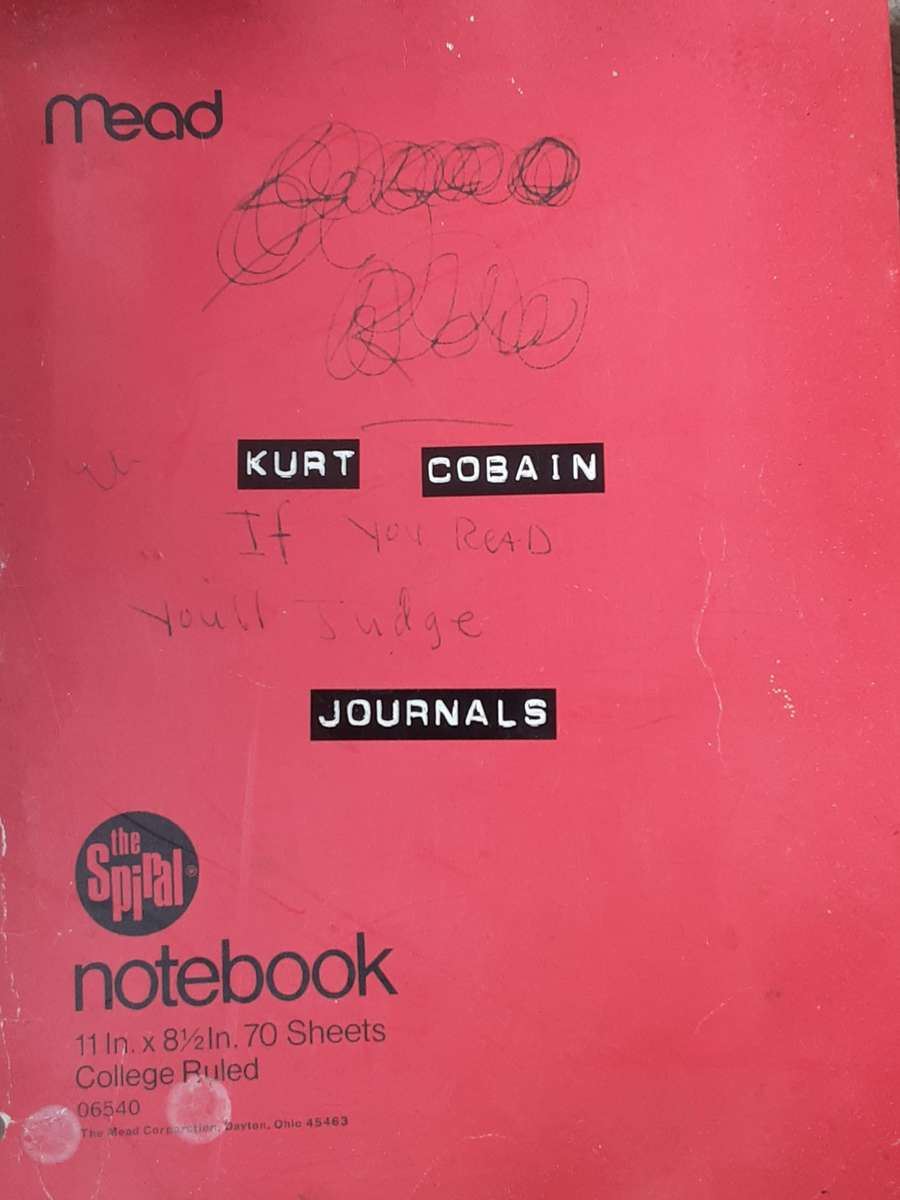 mead
KURT COBAIN
If You READ
You'll Judge
JOURNALS
the
Spiral®
notebook
11 In. x 8½In. 70 Sheets
College Ruled
06540
The Mead Corporation, Dayton, Ohio 45463